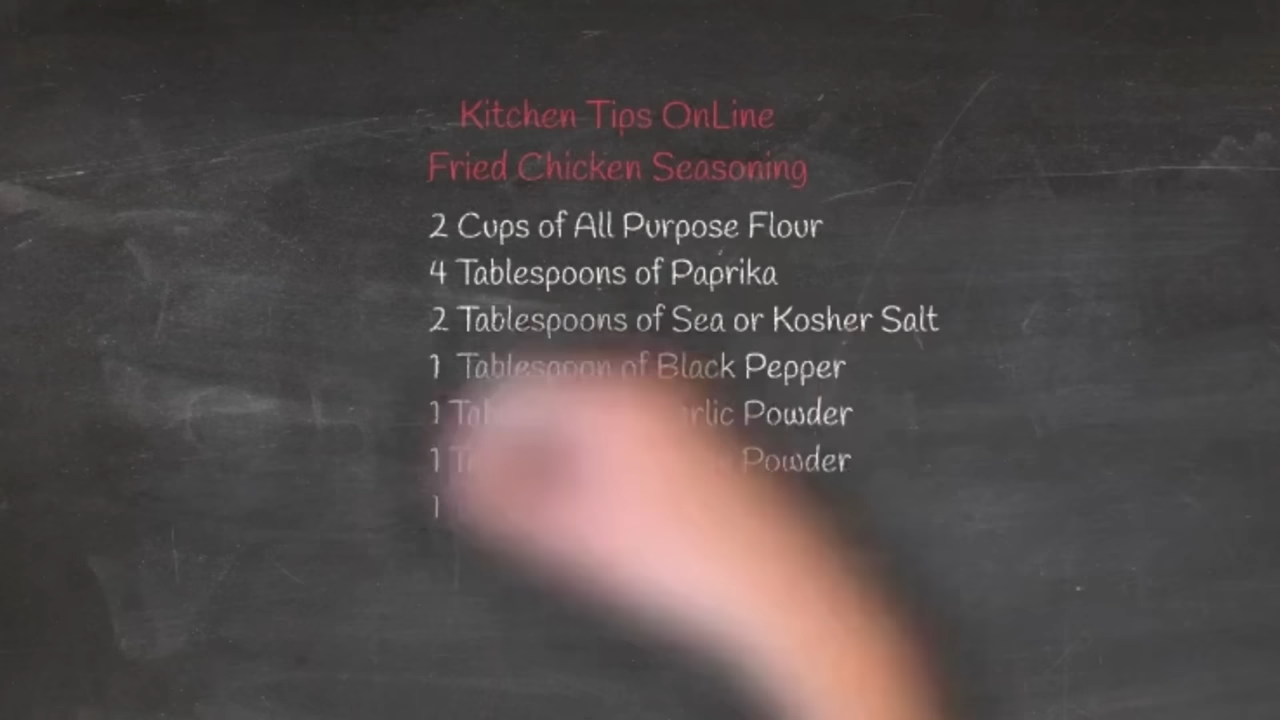 Kitchen Tips OnLine
Fried Chicken Seasoning
2 Cups of All Purpose Flour
4 Tablespoons of Paprika
2 Tablespoons of Sea or Kosher Salt
1 Tablespoon of Black Pepper
1 Powder
1 Powder
1